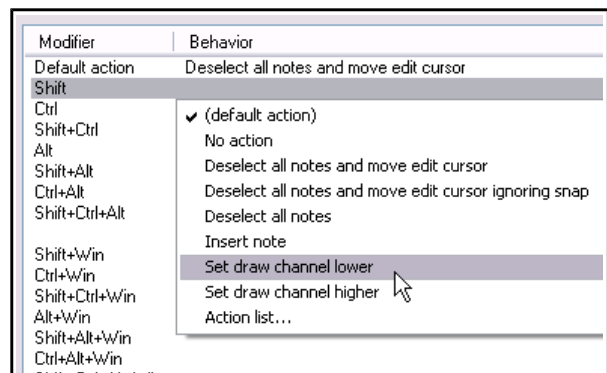 Modifier Behavior
Default action Deselect all notes and move edit cursor
Shift
Ctrl
Shift+Ctrl
Alt
Shift+Alt
Ctrl+Alt
Shift+Ctrl+Alt
Shift+Win
Ctrl+Win
Shift+Ctrl+Win
Alt+Win
Shift+Alt+Win
Ctrl+Alt+Win
(default action)
No action
Deselect all notes and move edit cursor
Deselect all notes and move edit cursor ignoring snap
Deselect all notes
Insert note
Set draw channel lower
Set draw channel higher
Action list...